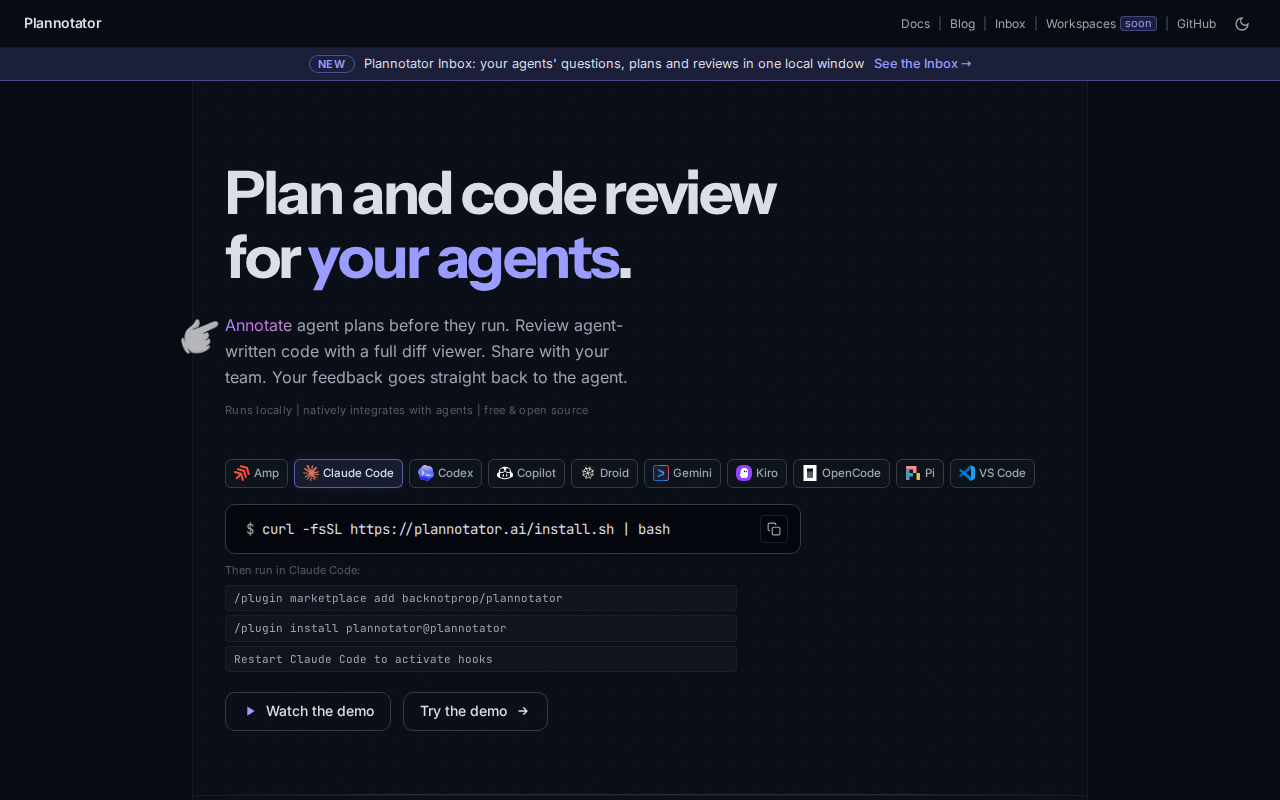 Plannotator
Docs | Blog | Inbox | Workspaces soon | GitHub
NEW Plannotator Inbox: your agents' questions, plans and reviews in one local window See the Inbox →
Plan and code review
for your agents.
Annotate agent plans before they run. Review agent-
written code with a full diff viewer. Share with your
team. Your feedback goes straight back to the agent.
Runs locally | natively integrates with agents | free & open source
Amp Claude Code Codex Copilot Droid Gemini Kiro OpenCode Pi VS Code
$ curl -fsSL https://plannotator.ai/install.sh | bash
Then run in Claude Code:
/plugin marketplace add backnotprop/plannotator
/plugin install plannotator@plannotator
Restart Claude Code to activate hooks
Watch the demo Try the demo →